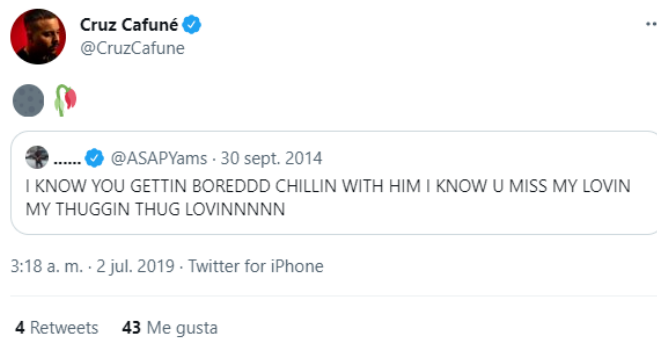 Cruz Cafuné
@CruzCafune
🌑🥀
...... @ASAPYams · 30 sept. 2014
I KNOW YOU GETTIN BOREDDD CHILLIN WITH HIM I KNOW U MISS MY LOVIN
MY THUGGIN THUG LOVINNNNN
3:18 a. m. · 2 jul. 2019 · Twitter for iPhone
4 Retweets 43 Me gusta